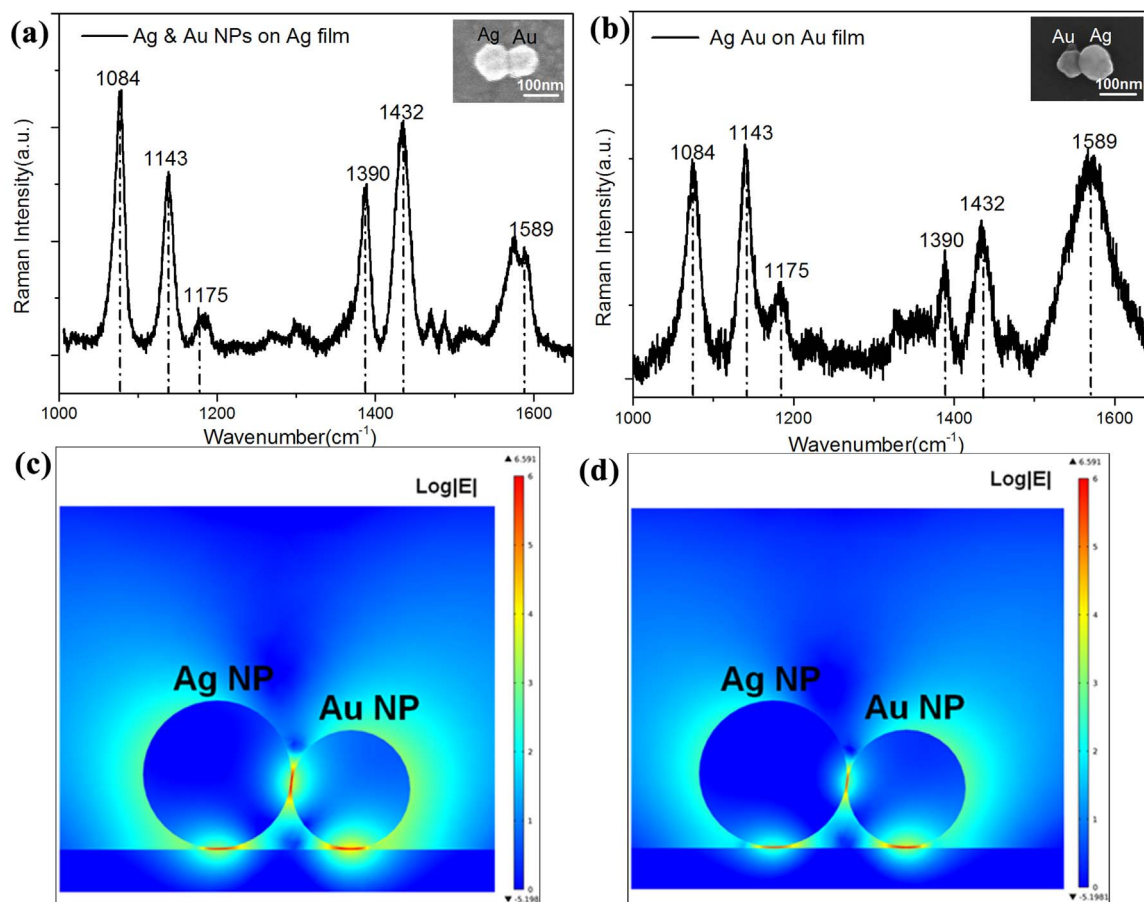 (a)
Ag & Au NPs on Ag film
Ag Au
100nm
1084
1143
1175
1390
1432
1589
Raman Intensity(a.u.)
1000 1200 1400 1600
Wavenumber(cm⁻¹)
(b)
Ag Au on Au film
Au Ag
100nm
1084
1143
1175
1390
1432
1589
Raman Intensity(a.u.)
1000 1200 1400 1600
Wavenumber(cm⁻¹)
(c)
Log|E|
▲ 6.591
6
5
4
3
2
1
0
▼ -5.198
Ag NP
Au NP
(d)
Log|E|
▲ 6.591
6
5
4
3
2
1
0
▼ -5.1981
Ag NP
Au NP